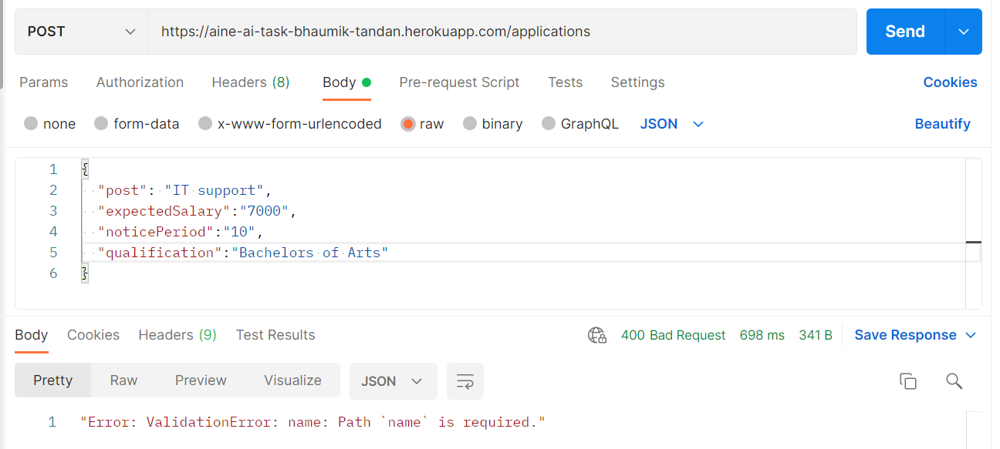 POST https://aine-ai-task-bhaumik-tandan.herokuapp.com/applications Send
Params Authorization Headers (8) Body Pre-request Script Tests Settings Cookies
none form-data x-www-form-urlencoded raw binary GraphQL JSON Beautify
1 {
2 "post": "IT support",
3 "expectedSalary":"7000",
4 "noticePeriod":"10",
5 "qualification":"Bachelors of Arts"
6 }
Body Cookies Headers (9) Test Results 400 Bad Request 698 ms 341 B Save Response
Pretty Raw Preview Visualize JSON
1 "Error: ValidationError: name: Path `name` is required."